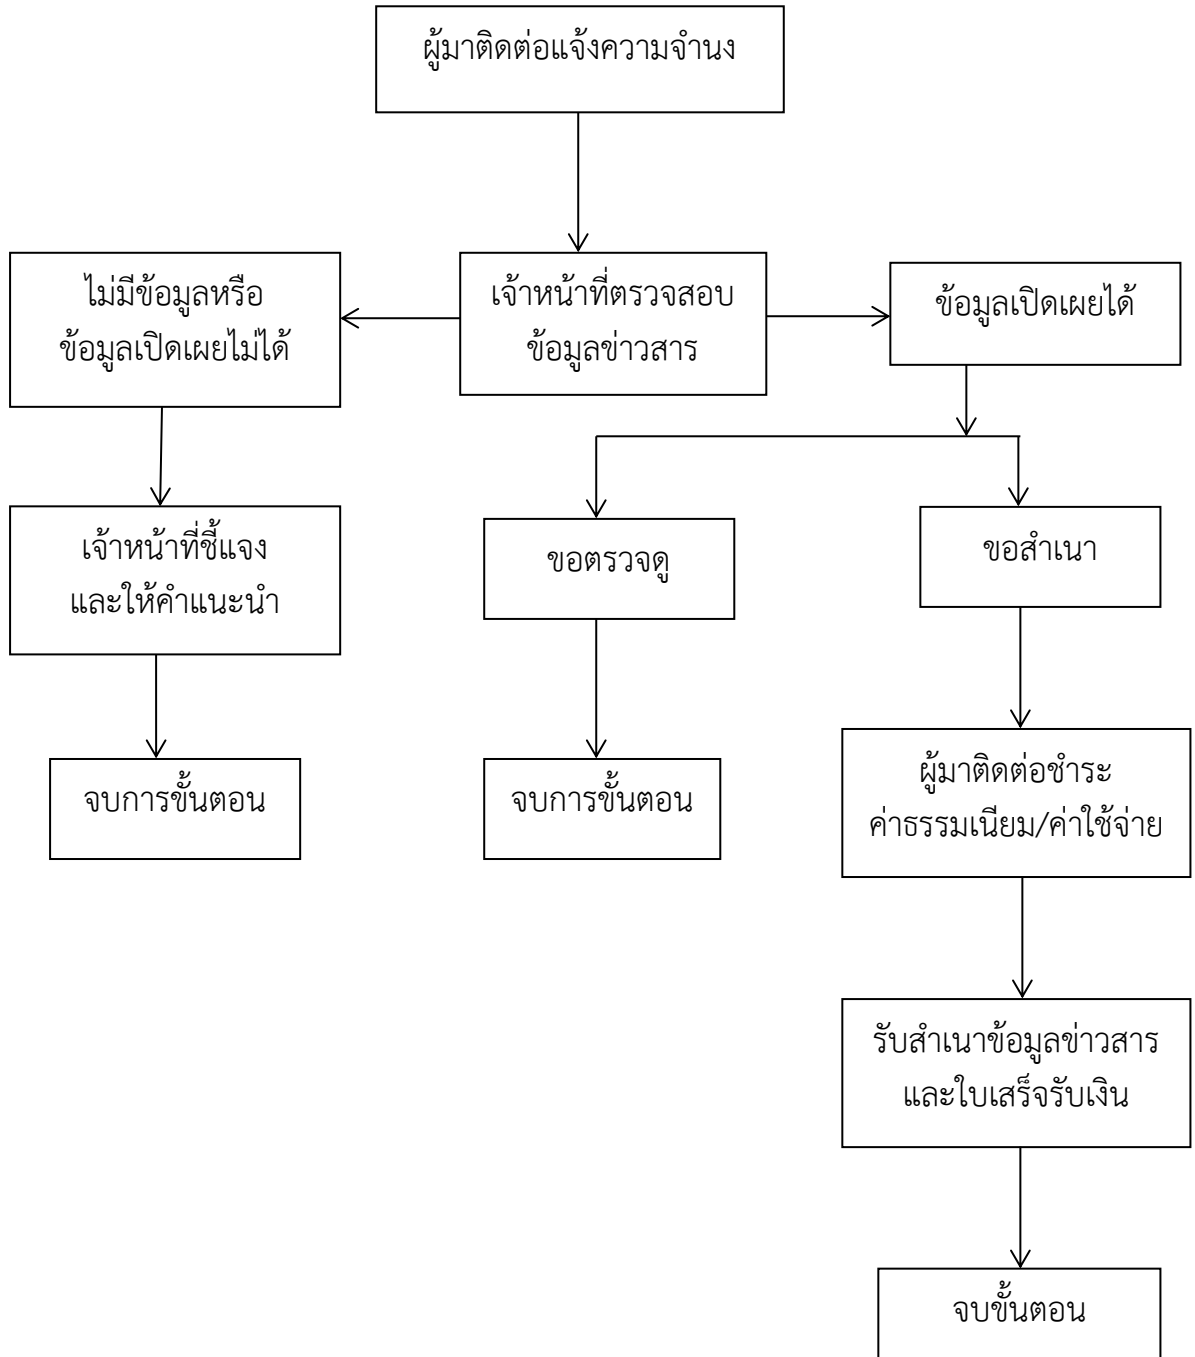 ผู้มาติดต่อแจ้งความจำนง
ไม่มีข้อมูลหรือ
ข้อมูลเปิดเผยไม่ได้
เจ้าหน้าที่ตรวจสอบ
ข้อมูลข่าวสาร
ข้อมูลเปิดเผยได้
เจ้าหน้าที่ชี้แจง
และให้คำแนะนำ
ขอตรวจดู
ขอสำเนา
จบการขั้นตอน
จบการขั้นตอน
ผู้มาติดต่อชำระ
ค่าธรรมเนียม/ค่าใช้จ่าย
รับสำเนาข้อมูลข่าวสาร
และใบเสร็จรับเงิน
จบขั้นตอน